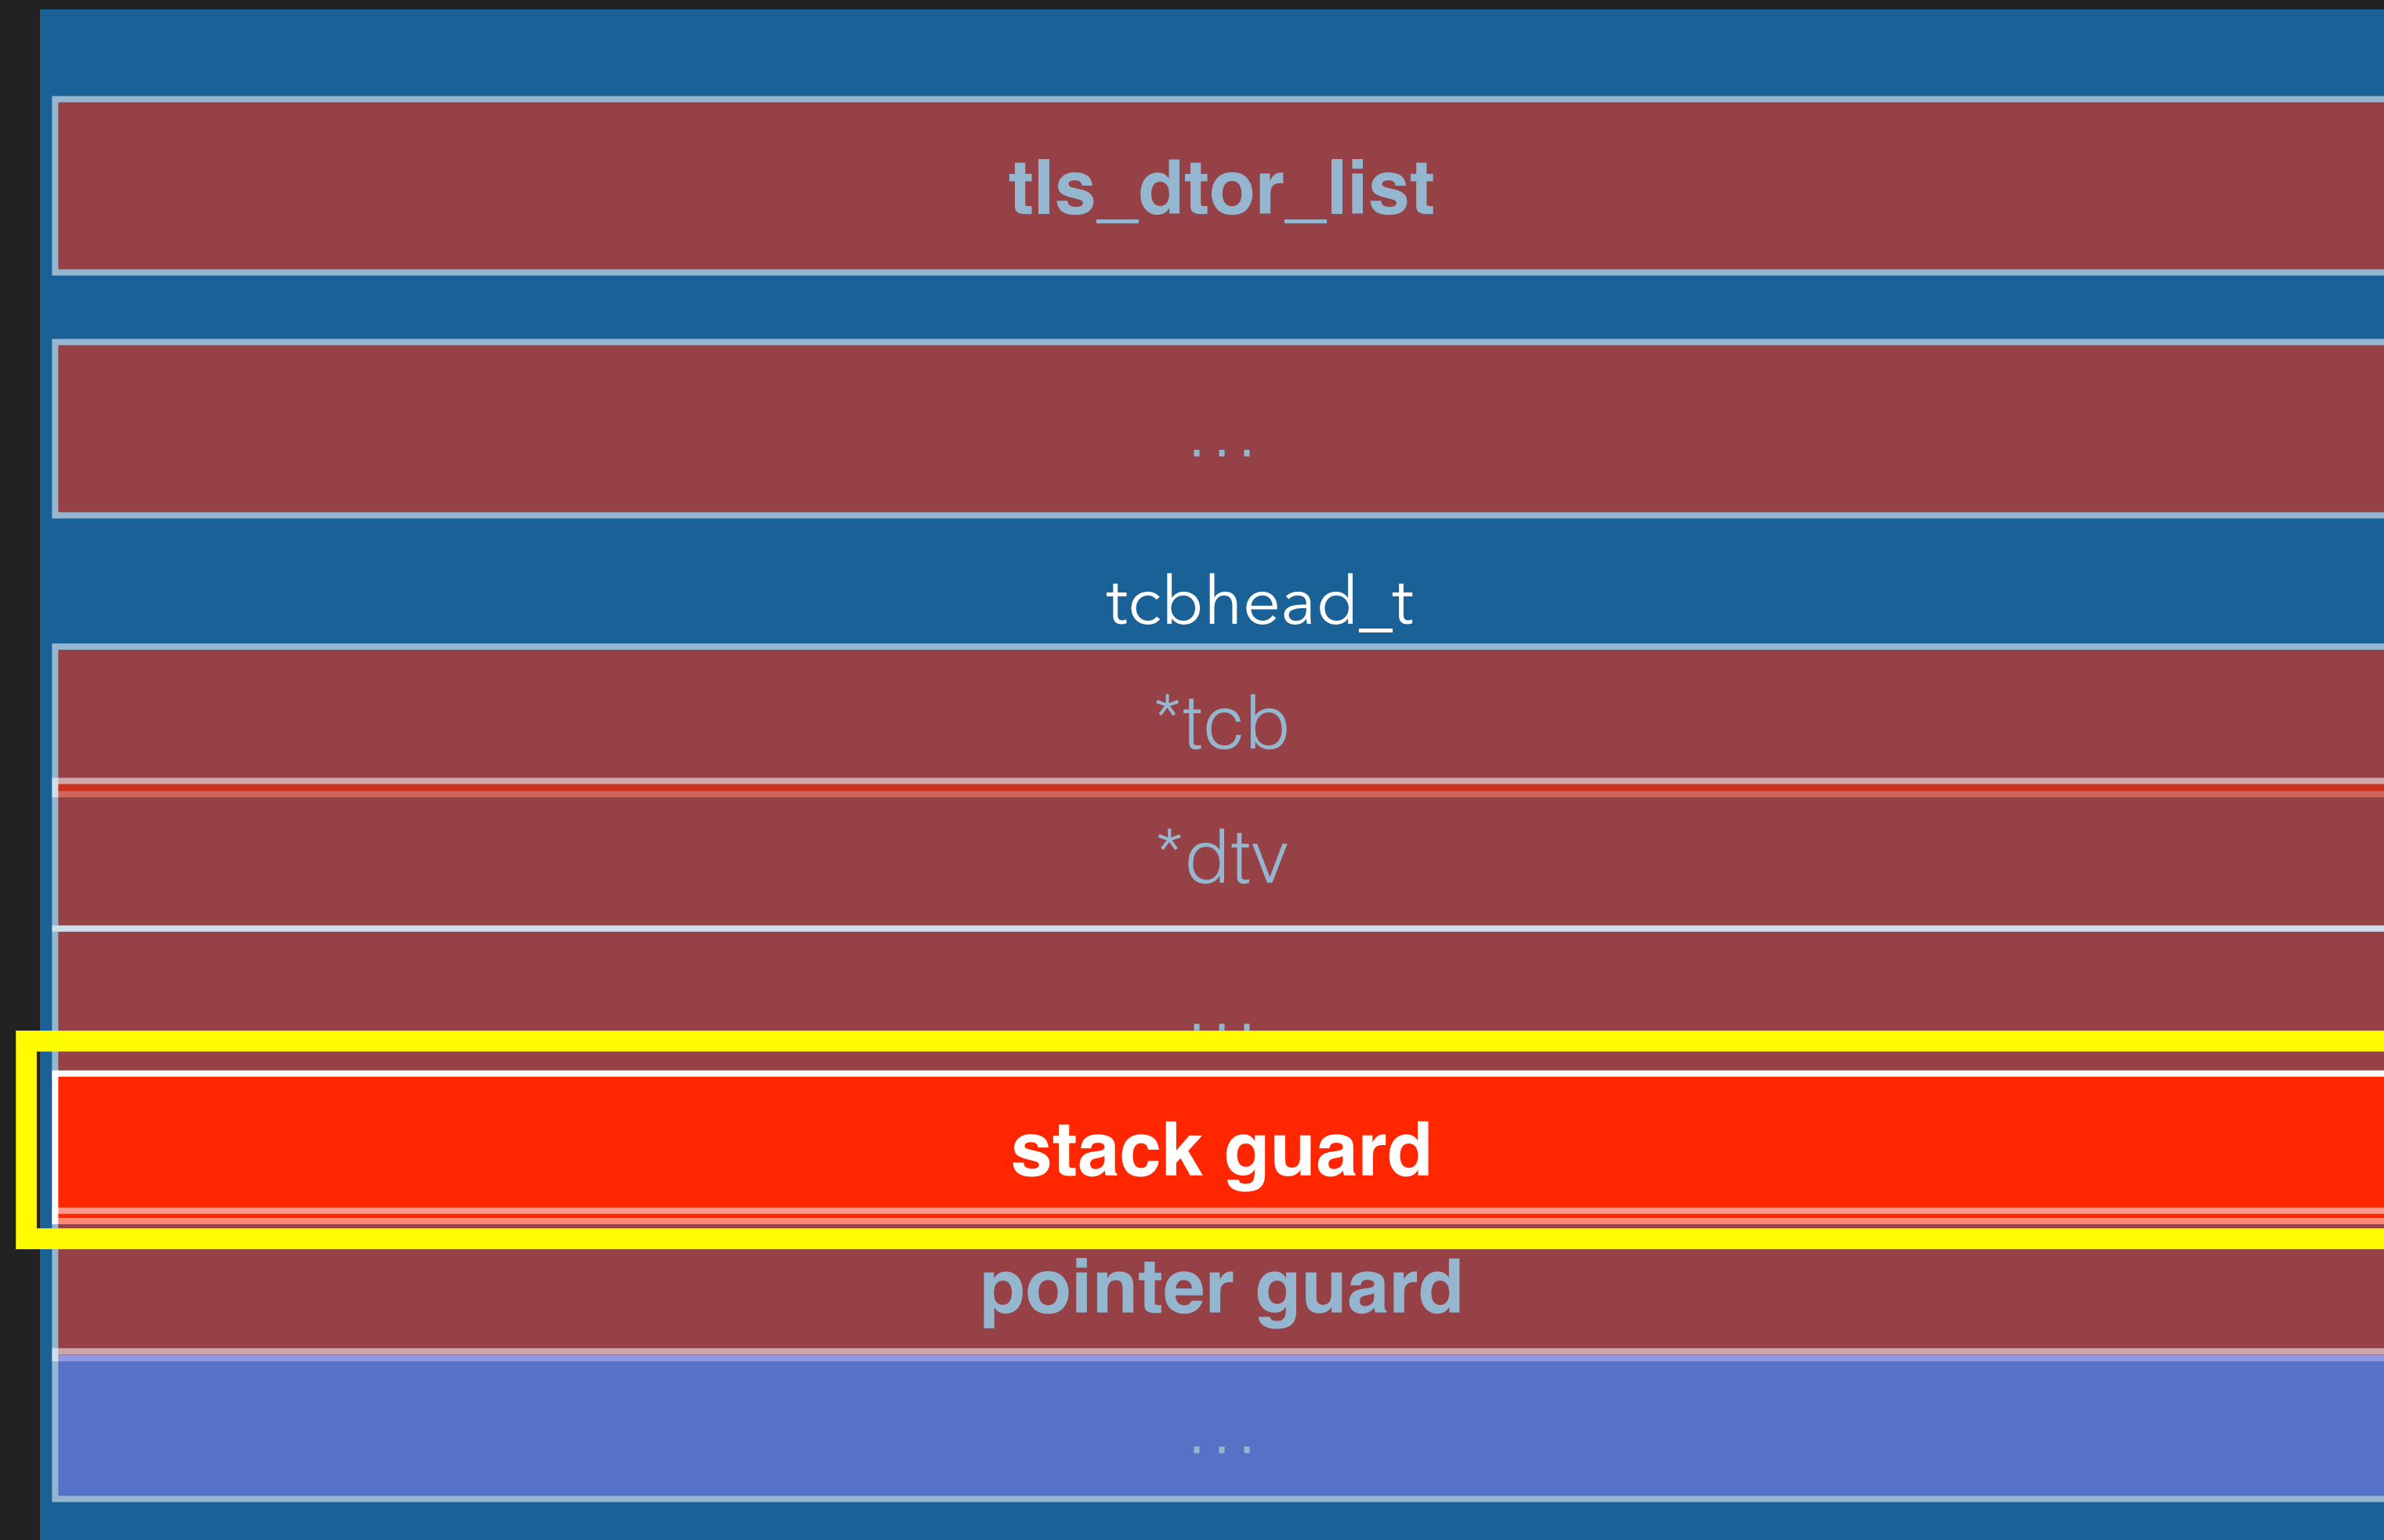 tls_dtor_list
...
tcbhead_t
*tcb
*dtv
...
stack guard
pointer guard
...